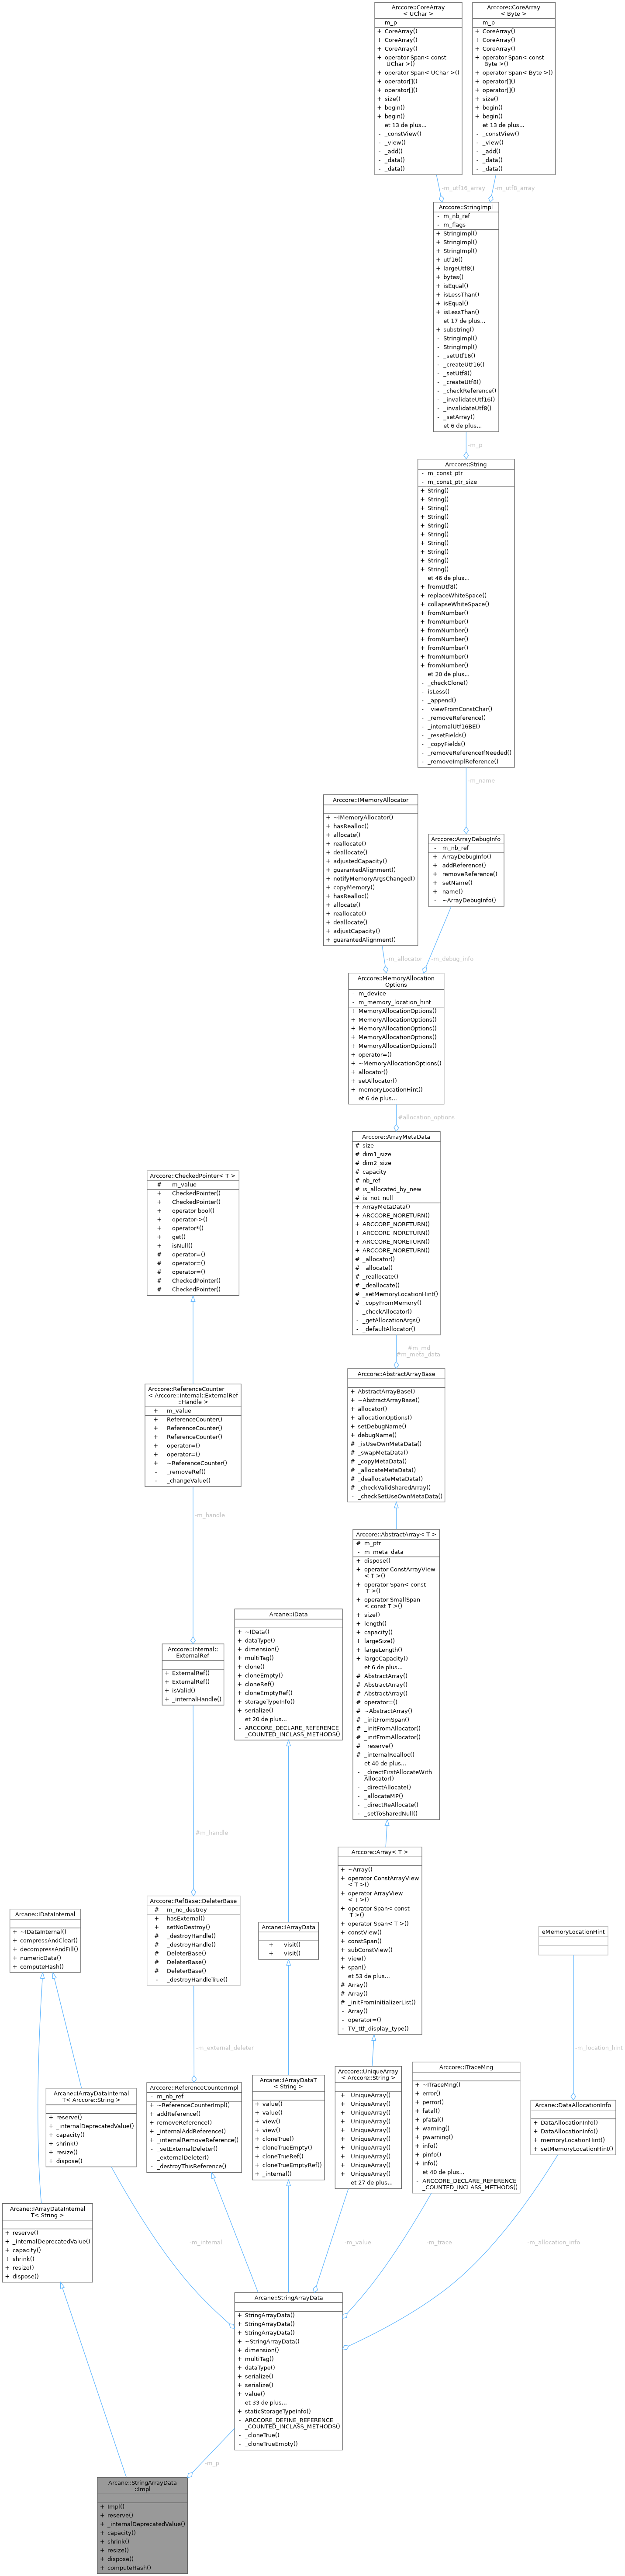 Arccore::CoreArray
< UChar >
- m_p
+ CoreArray()
+ CoreArray()
+ CoreArray()
+ operator Span< const
UChar >()
+ operator Span< UChar >()
+ operator[]()
+ operator[]()
+ size()
+ begin()
+ begin()
et 13 de plus...
- _constView()
- _view()
- _add()
- _data()
- _data()
Arccore::CoreArray
< Byte >
- m_p
+ CoreArray()
+ CoreArray()
+ CoreArray()
+ operator Span< const
Byte >()
+ operator Span< Byte >()
+ operator[]()
+ operator[]()
+ size()
+ begin()
+ begin()
et 13 de plus...
- _constView()
- _view()
- _add()
- _data()
- _data()
-m_utf16_array
-m_utf8_array
Arccore::StringImpl
- m_nb_ref
- m_flags
+ StringImpl()
+ StringImpl()
+ StringImpl()
+ utf16()
+ largeUtf8()
+ bytes()
+ isEqual()
+ isLessThan()
+ isEqual()
+ isLessThan()
et 17 de plus...
+ substring()
- StringImpl()
- StringImpl()
- _setUtf16()
- _createUtf16()
- _setUtf8()
- _createUtf8()
- _checkReference()
- _invalidateUtf16()
- _invalidateUtf8()
- _setArray()
et 6 de plus...
-m_p
Arccore::String
- m_const_ptr
- m_const_ptr_size
+ String()
+ String()
+ String()
+ String()
+ String()
+ String()
+ String()
+ String()
+ String()
+ String()
et 46 de plus...
+ fromUtf8()
+ replaceWhiteSpace()
+ collapseWhiteSpace()
+ fromNumber()
+ fromNumber()
+ fromNumber()
+ fromNumber()
+ fromNumber()
+ fromNumber()
+ fromNumber()
et 20 de plus...
- _checkClone()
- isLess()
- _append()
- _viewFromConstChar()
- _removeReference()
- _internalUtf16BE()
- _resetFields()
- _copyFields()
- _removeReferenceIfNeeded()
- _removeImplReference()
-m_name
Arccore::IMemoryAllocator
+ ~IMemoryAllocator()
+ hasRealloc()
+ allocate()
+ reallocate()
+ deallocate()
+ adjustedCapacity()
+ guarantedAlignment()
+ notifyMemoryArgsChanged()
+ copyMemory()
+ hasRealloc()
+ allocate()
+ reallocate()
+ deallocate()
+ adjustCapacity()
+ guarantedAlignment()
Arccore::ArrayDebugInfo
- m_nb_ref
+ ArrayDebugInfo()
+ addReference()
+ removeReference()
+ setName()
+ name()
- ~ArrayDebugInfo()
-m_allocator
-m_debug_info
Arccore::MemoryAllocation
Options
- m_device
- m_memory_location_hint
+ MemoryAllocationOptions()
+ MemoryAllocationOptions()
+ MemoryAllocationOptions()
+ MemoryAllocationOptions()
+ MemoryAllocationOptions()
+ operator=()
+ ~MemoryAllocationOptions()
+ allocator()
+ setAllocator()
+ memoryLocationHint()
et 6 de plus...
#allocation_options
Arccore::ArrayMetaData
# size
# dim1_size
# dim2_size
# capacity
# nb_ref
# is_allocated_by_new
# is_not_null
+ ArrayMetaData()
+ ARCCORE_NORETURN()
+ ARCCORE_NORETURN()
+ ARCCORE_NORETURN()
+ ARCCORE_NORETURN()
+ ARCCORE_NORETURN()
# _allocator()
# _allocate()
# _reallocate()
# _deallocate()
# _setMemoryLocationHint()
# _copyFromMemory()
- _checkAllocator()
- _getAllocationArgs()
- _defaultAllocator()
#m_md
#m_meta_data
Arccore::CheckedPointer< T >
# m_value
+ CheckedPointer()
+ CheckedPointer()
+ operator bool()
+ operator->()
+ operator*()
+ get()
+ isNull()
# operator=()
# operator=()
# operator=()
# CheckedPointer()
# CheckedPointer()
Arccore::ReferenceCounter
< Arccore::Internal::ExternalRef
::Handle >
+ m_value
+ ReferenceCounter()
+ ReferenceCounter()
+ ReferenceCounter()
+ operator=()
+ operator=()
+ ~ReferenceCounter()
- _removeRef()
- _changeValue()
-m_handle
Arccore::AbstractArrayBase
+ AbstractArrayBase()
+ ~AbstractArrayBase()
+ allocator()
+ allocationOptions()
+ setDebugName()
+ debugName()
# _isUseOwnMetaData()
# _swapMetaData()
# _copyMetaData()
# _allocateMetaData()
# _deallocateMetaData()
# _checkValidSharedArray()
- _checkSetUseOwnMetaData()
Arccore::AbstractArray< T >
# m_ptr
- m_meta_data
+ dispose()
+ operator ConstArrayView
< T >()
+ operator Span< const
T >()
+ operator SmallSpan
< const T >()
+ size()
+ length()
+ capacity()
+ largeSize()
+ largeLength()
+ largeCapacity()
et 6 de plus...
# AbstractArray()
# AbstractArray()
# AbstractArray()
# operator=()
# ~AbstractArray()
# _initFromSpan()
# _initFromAllocator()
# _initFromAllocator()
# _reserve()
# _internalRealloc()
et 40 de plus...
- _directFirstAllocateWith
Allocator()
- _directAllocate()
- _allocateMP()
- _directReAllocate()
- _setToSharedNull()
Arccore::Internal::
ExternalRef
+ ExternalRef()
+ ExternalRef()
+ isValid()
+ _internalHandle()
#m_handle
Arcane::IData
+ ~IData()
+ dataType()
+ dimension()
+ multiTag()
+ clone()
+ cloneEmpty()
+ cloneRef()
+ cloneEmptyRef()
+ storageTypeInfo()
+ serialize()
et 20 de plus...
- ARCCORE_DECLARE_REFERENCE
_COUNTED_INCLASS_METHODS()
Arccore::Array< T >
+ ~Array()
+ operator ConstArrayView
< T >()
+ operator ArrayView
< T >()
+ operator Span< const
T >()
+ operator Span< T >()
+ constView()
+ constSpan()
+ subConstView()
+ view()
+ span()
et 53 de plus...
# Array()
# Array()
# _initFromInitializerList()
- Array()
- operator=()
- TV_ttf_display_type()
Arcane::IDataInternal
+ ~IDataInternal()
+ compressAndClear()
+ decompressAndFill()
+ numericData()
+ computeHash()
Arccore::RefBase::DeleterBase
# m_no_destroy
+ hasExternal()
+ setNoDestroy()
# _destroyHandle()
# _destroyHandle()
# DeleterBase()
# DeleterBase()
# DeleterBase()
- _destroyHandleTrue()
-m_external_deleter
Arcane::IArrayData
+ visit()
+ visit()
eMemoryLocationHint
-m_location_hint
Arcane::IArrayDataInternal
T< Arccore::String >
+ reserve()
+ _internalDeprecatedValue()
+ capacity()
+ shrink()
+ resize()
+ dispose()
Arccore::ReferenceCounterImpl
- m_nb_ref
+ ~ReferenceCounterImpl()
+ addReference()
+ removeReference()
+ _internalAddReference()
+ _internalRemoveReference()
- _setExternalDeleter()
- _externalDeleter()
- _destroyThisReference()
Arcane::IArrayDataT
< String >
+ value()
+ value()
+ view()
+ view()
+ cloneTrue()
+ cloneTrueEmpty()
+ cloneTrueRef()
+ cloneTrueEmptyRef()
+ _internal()
Arccore::UniqueArray
< Arccore::String >
+ UniqueArray()
+ UniqueArray()
+ UniqueArray()
+ UniqueArray()
+ UniqueArray()
+ UniqueArray()
+ UniqueArray()
+ UniqueArray()
+ UniqueArray()
+ UniqueArray()
et 27 de plus...
Arccore::ITraceMng
+ ~ITraceMng()
+ error()
+ perror()
+ fatal()
+ pfatal()
+ warning()
+ pwarning()
+ info()
+ pinfo()
+ info()
et 40 de plus...
- ARCCORE_DECLARE_REFERENCE
_COUNTED_INCLASS_METHODS()
Arcane::DataAllocationInfo
+ DataAllocationInfo()
+ DataAllocationInfo()
+ memoryLocationHint()
+ setMemoryLocationHint()
Arcane::IArrayDataInternal
T< String >
+ reserve()
+ _internalDeprecatedValue()
+ capacity()
+ shrink()
+ resize()
+ dispose()
-m_internal
-m_value
-m_trace
-m_allocation_info
Arcane::StringArrayData
+ StringArrayData()
+ StringArrayData()
+ StringArrayData()
+ ~StringArrayData()
+ dimension()
+ multiTag()
+ dataType()
+ serialize()
+ serialize()
+ value()
et 33 de plus...
+ staticStorageTypeInfo()
- ARCCORE_DEFINE_REFERENCE
_COUNTED_INCLASS_METHODS()
- _cloneTrue()
- _cloneTrueEmpty()
-m_p
Arcane::StringArrayData
::Impl
+ Impl()
+ reserve()
+ _internalDeprecatedValue()
+ capacity()
+ shrink()
+ resize()
+ dispose()
+ computeHash()